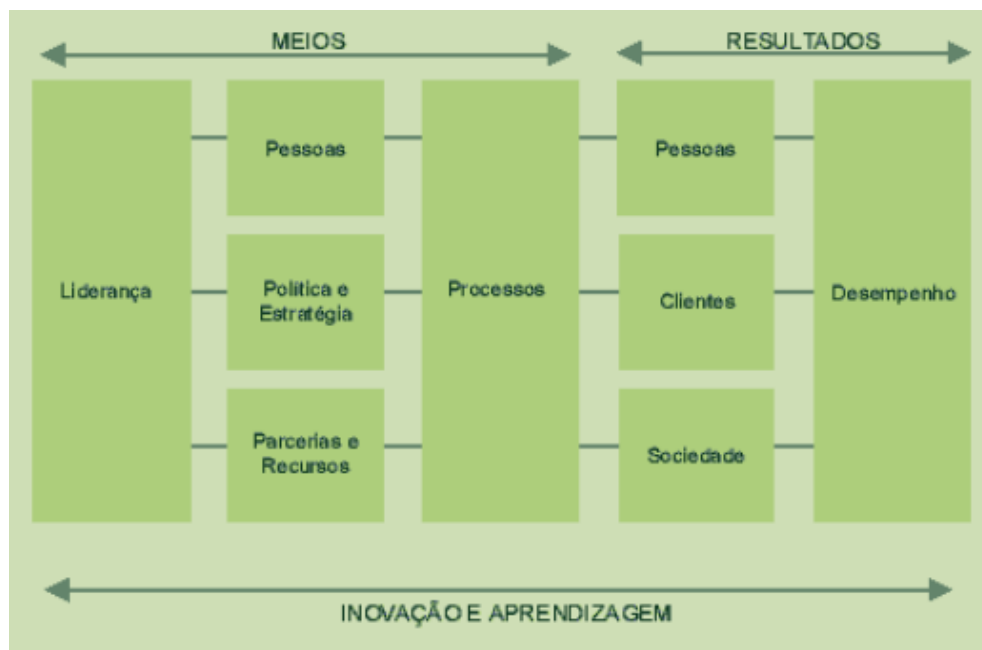 MEIOS
RESULTADOS
Liderança
Pessoas
Política e
Estratégia
Parcerias e
Recursos
Processos
Pessoas
Clientes
Sociedade
Desempenho
INOVAÇÃO E APRENDIZAGEM